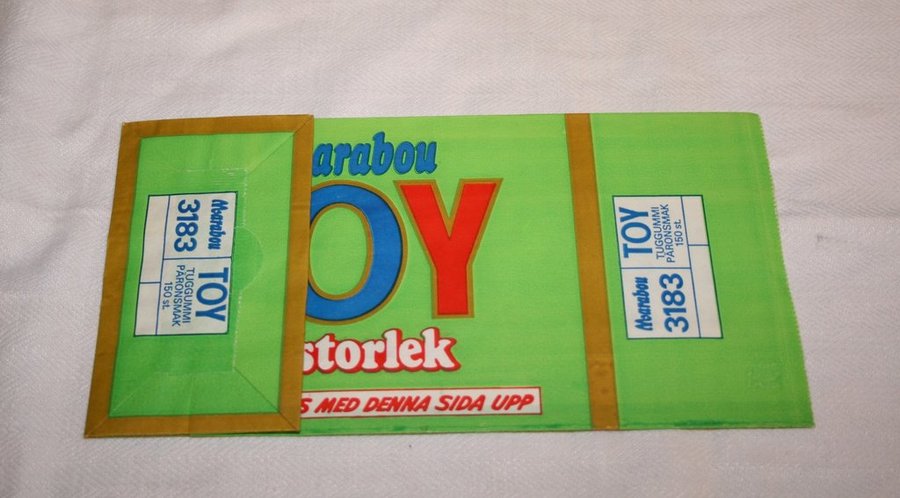 Marabou
3183
TOY
TUGGUMMI
PÄRONSMAK
150 st.
arabou
OY
storlek
S MED DENNA SIDA UPP
Marabou
3183
TOY
TUGGUMMI
PÄRONSMAK
150 st.